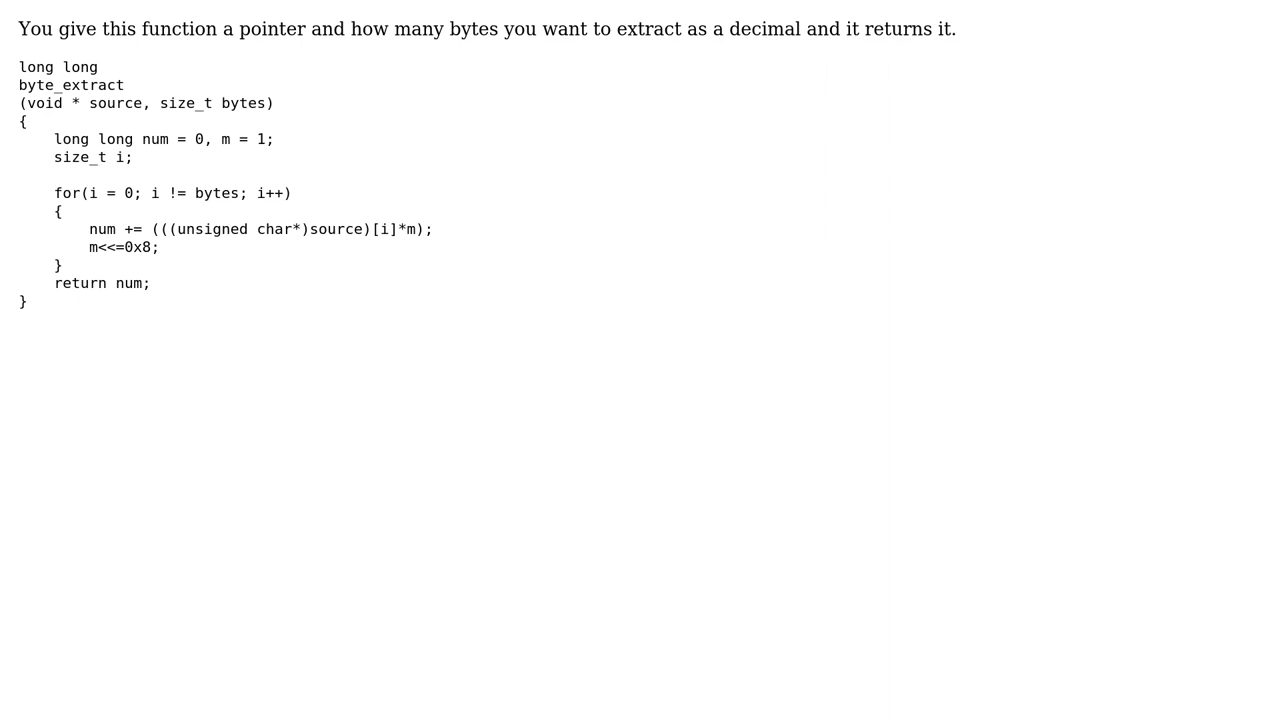 You give this function a pointer and how many bytes you want to extract as a decimal and it returns it.
long long
byte_extract
(void * source, size_t bytes)
{
    long long num = 0, m = 1;
    size_t i;

    for(i = 0; i != bytes; i++)
    {
        num += (((unsigned char*)source)[i]*m);
        m<<=0x8;
    }
    return num;
}